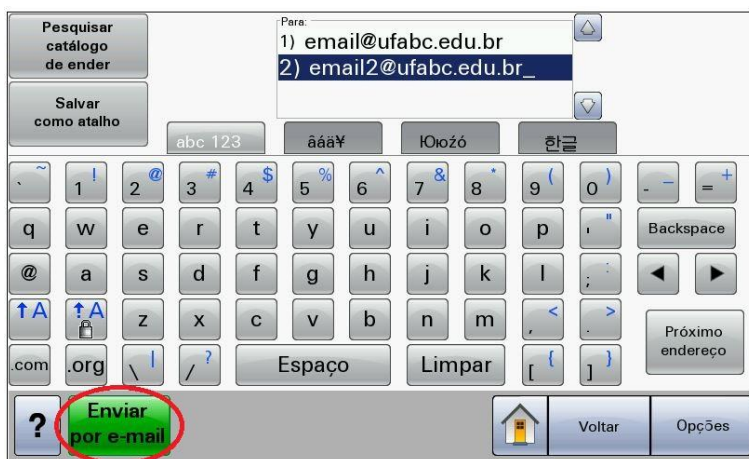 Pesquisar
catálogo
de ender
Para:
1) email@ufabc.edu.br
2) email2@ufabc.edu.br_
Salvar
como atalho
abc 123 âáä¥ Ююźó 한글
` ~ 1 ! 2 @ 3 # 4 $ 5 % 6 ^ 7 & 8 * 9 ( 0 ) - _ = +
q w e r t y u i o p ' " Backspace
@ a s d f g h j k l ; :
A A z x c v b n m , < . >
Próximo
endereço
.com .org \ | / ? Espaço Limpar [ { ] }
? Enviar
por e-mail
Voltar Opções